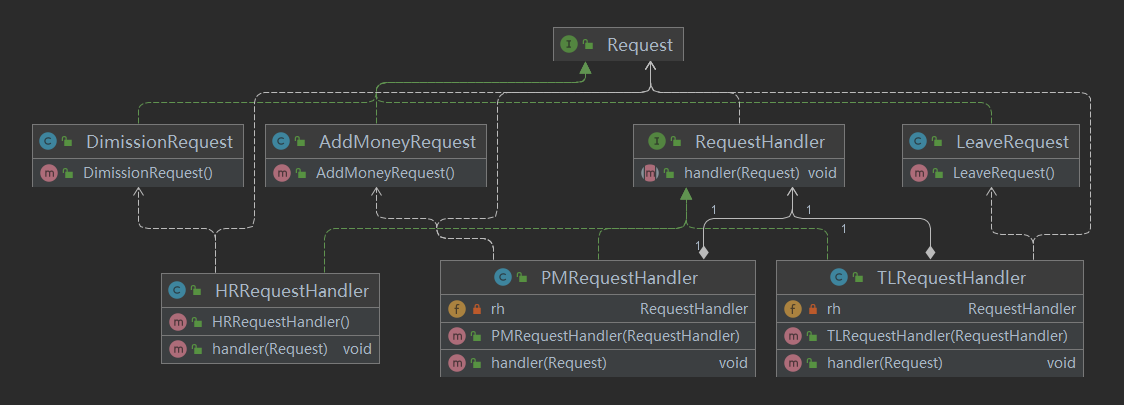 I Request
C DimissionRequest
m DimissionRequest()
C AddMoneyRequest
m AddMoneyRequest()
I RequestHandler
m handler(Request) void
C LeaveRequest
m LeaveRequest()
1 1
1 1
C HRRequestHandler
m HRRequestHandler()
m handler(Request) void
C PMRequestHandler
f rh RequestHandler
m PMRequestHandler(RequestHandler)
m handler(Request) void
C TLRequestHandler
f rh RequestHandler
m TLRequestHandler(RequestHandler)
m handler(Request) void